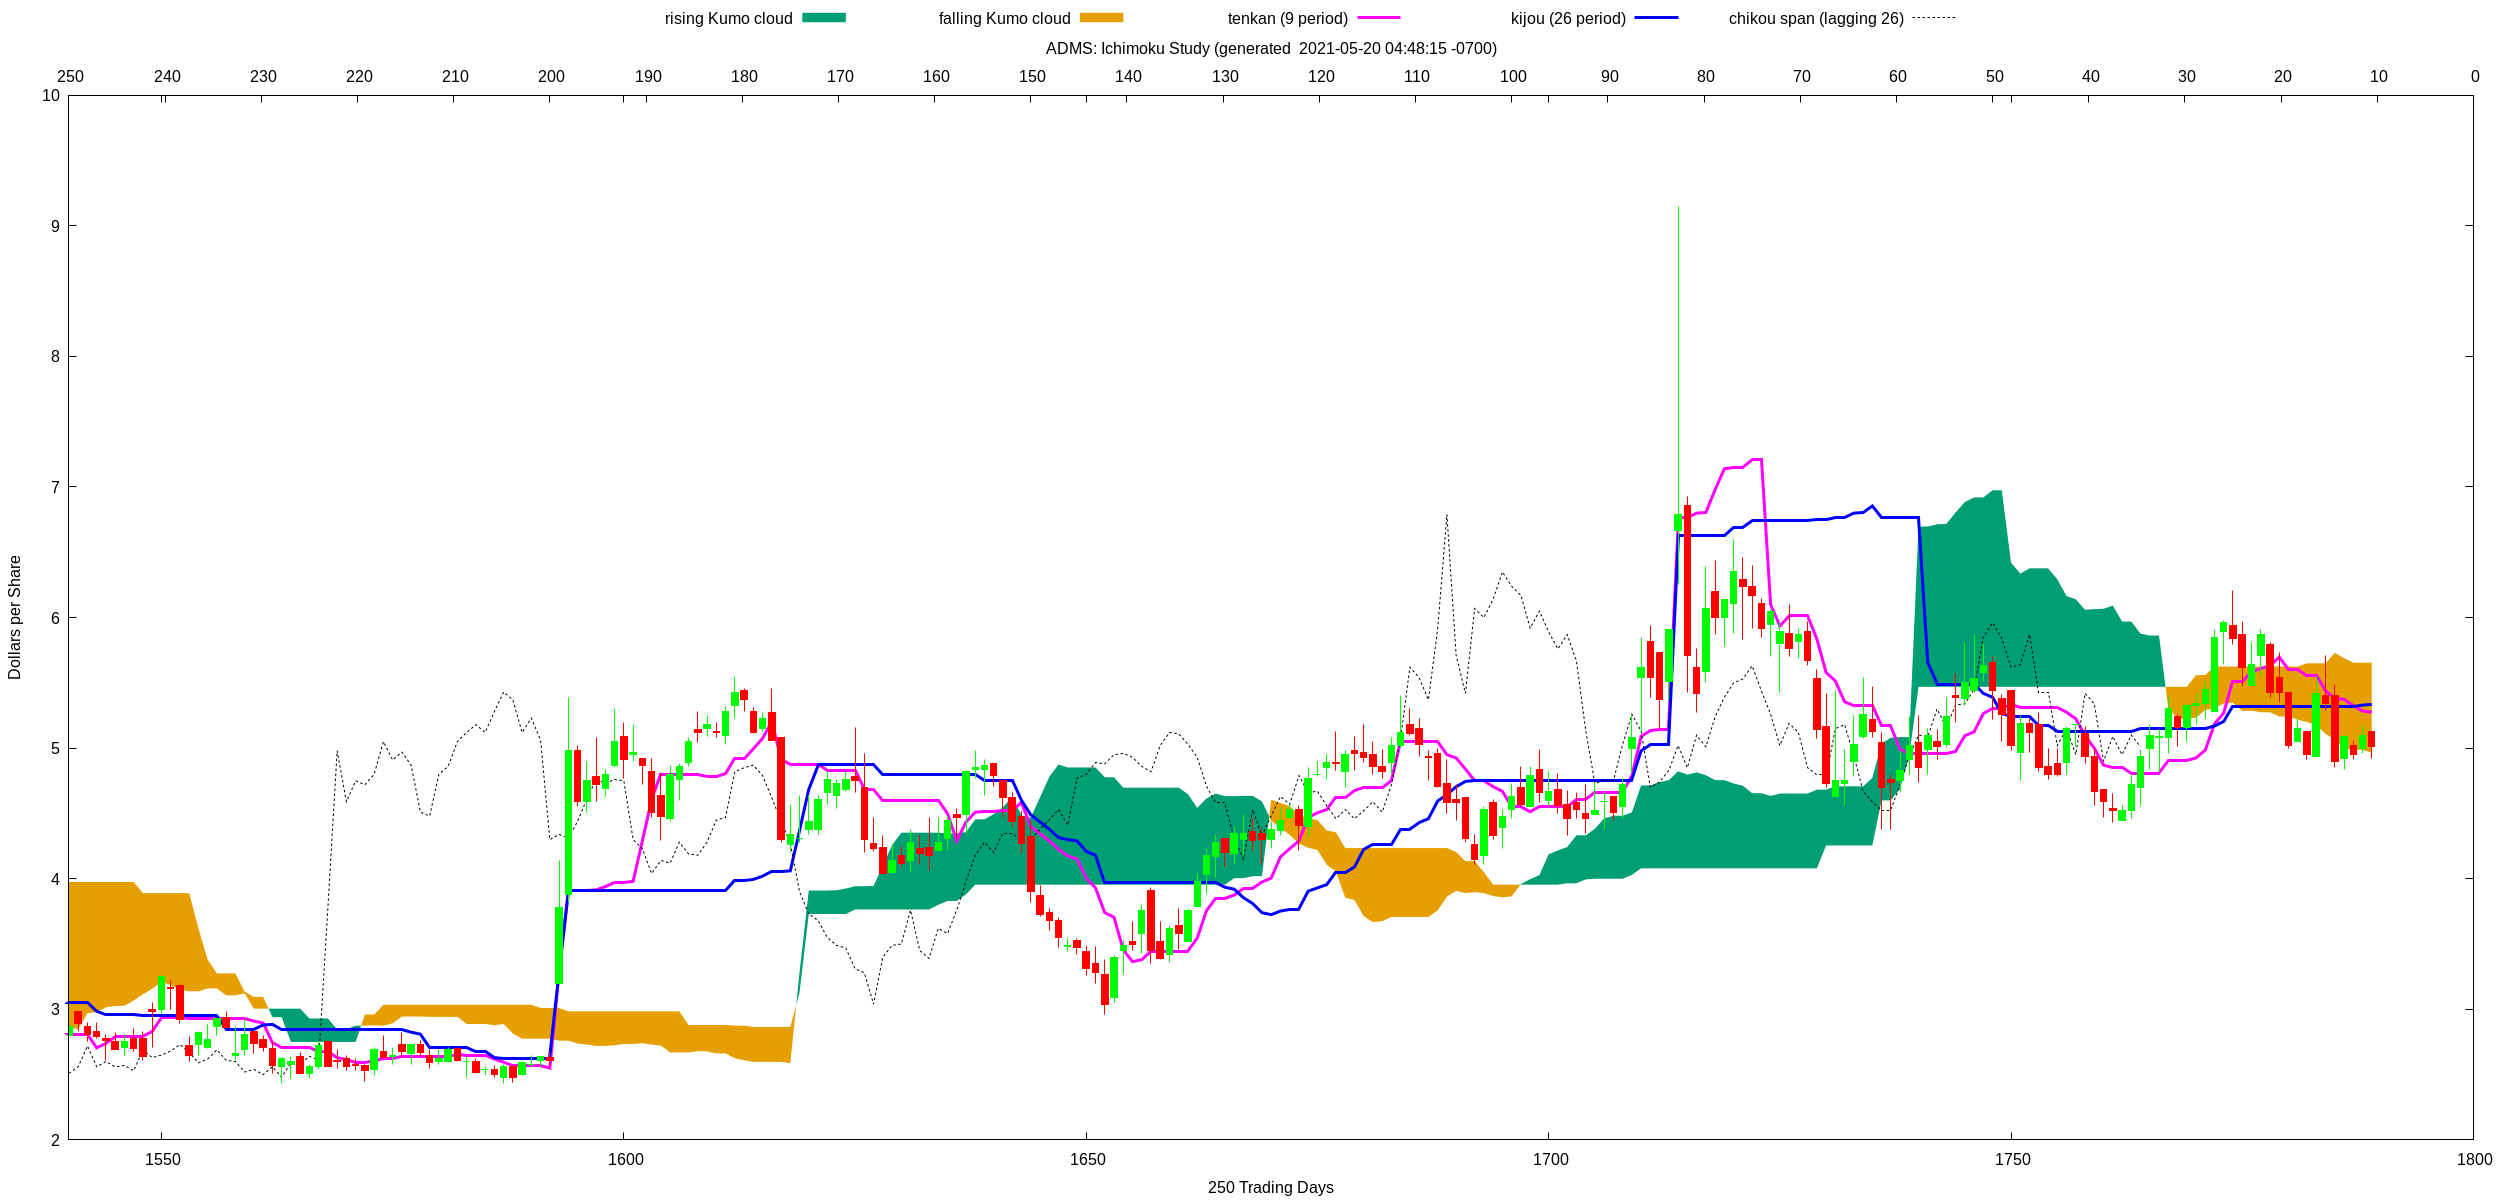 rising Kumo cloud falling Kumo cloud tenkan (9 period) kijou (26 period) chikou span (lagging 26)
ADMS: Ichimoku Study (generated  2021-05-20 04:48:15 -0700)
250 240 230 220 210 200 190 180 170 160 150 140 130 120 110 100 90 80 70 60 50 40 30 20 10 0
10
9
8
7
6
5
4
3
2
Dollars per Share
1550 1600 1650 1700 1750 1800
250 Trading Days